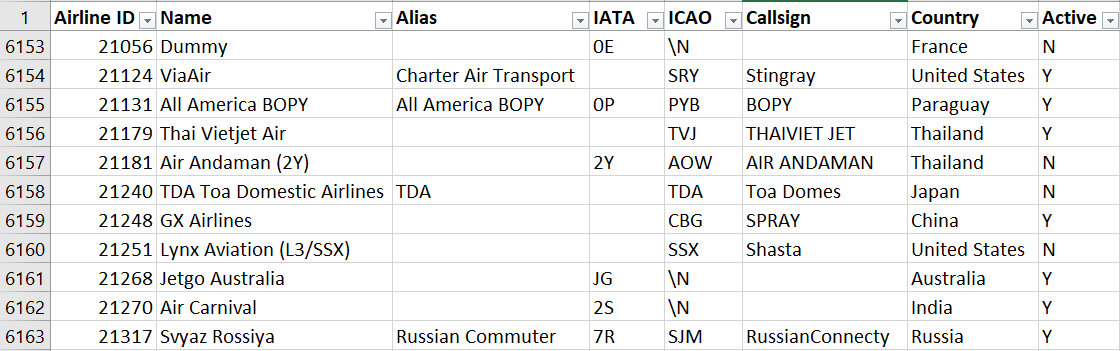 1 Airline ID Name Alias IATA ICAO Callsign Country Active
6153 21056 Dummy 0E \N France N
6154 21124 ViaAir Charter Air Transport SRY Stingray United States Y
6155 21131 All America BOPY All America BOPY 0P PYB BOPY Paraguay Y
6156 21179 Thai Vietjet Air TVJ THAIVIET JET Thailand Y
6157 21181 Air Andaman (2Y) 2Y AOW AIR ANDAMAN Thailand N
6158 21240 TDA Toa Domestic Airlines TDA TDA Toa Domes Japan N
6159 21248 GX Airlines CBG SPRAY China Y
6160 21251 Lynx Aviation (L3/SSX) SSX Shasta United States N
6161 21268 Jetgo Australia JG \N Australia Y
6162 21270 Air Carnival 2S \N India Y
6163 21317 Svyaz Rossiya Russian Commuter 7R SJM RussianConnecty Russia Y